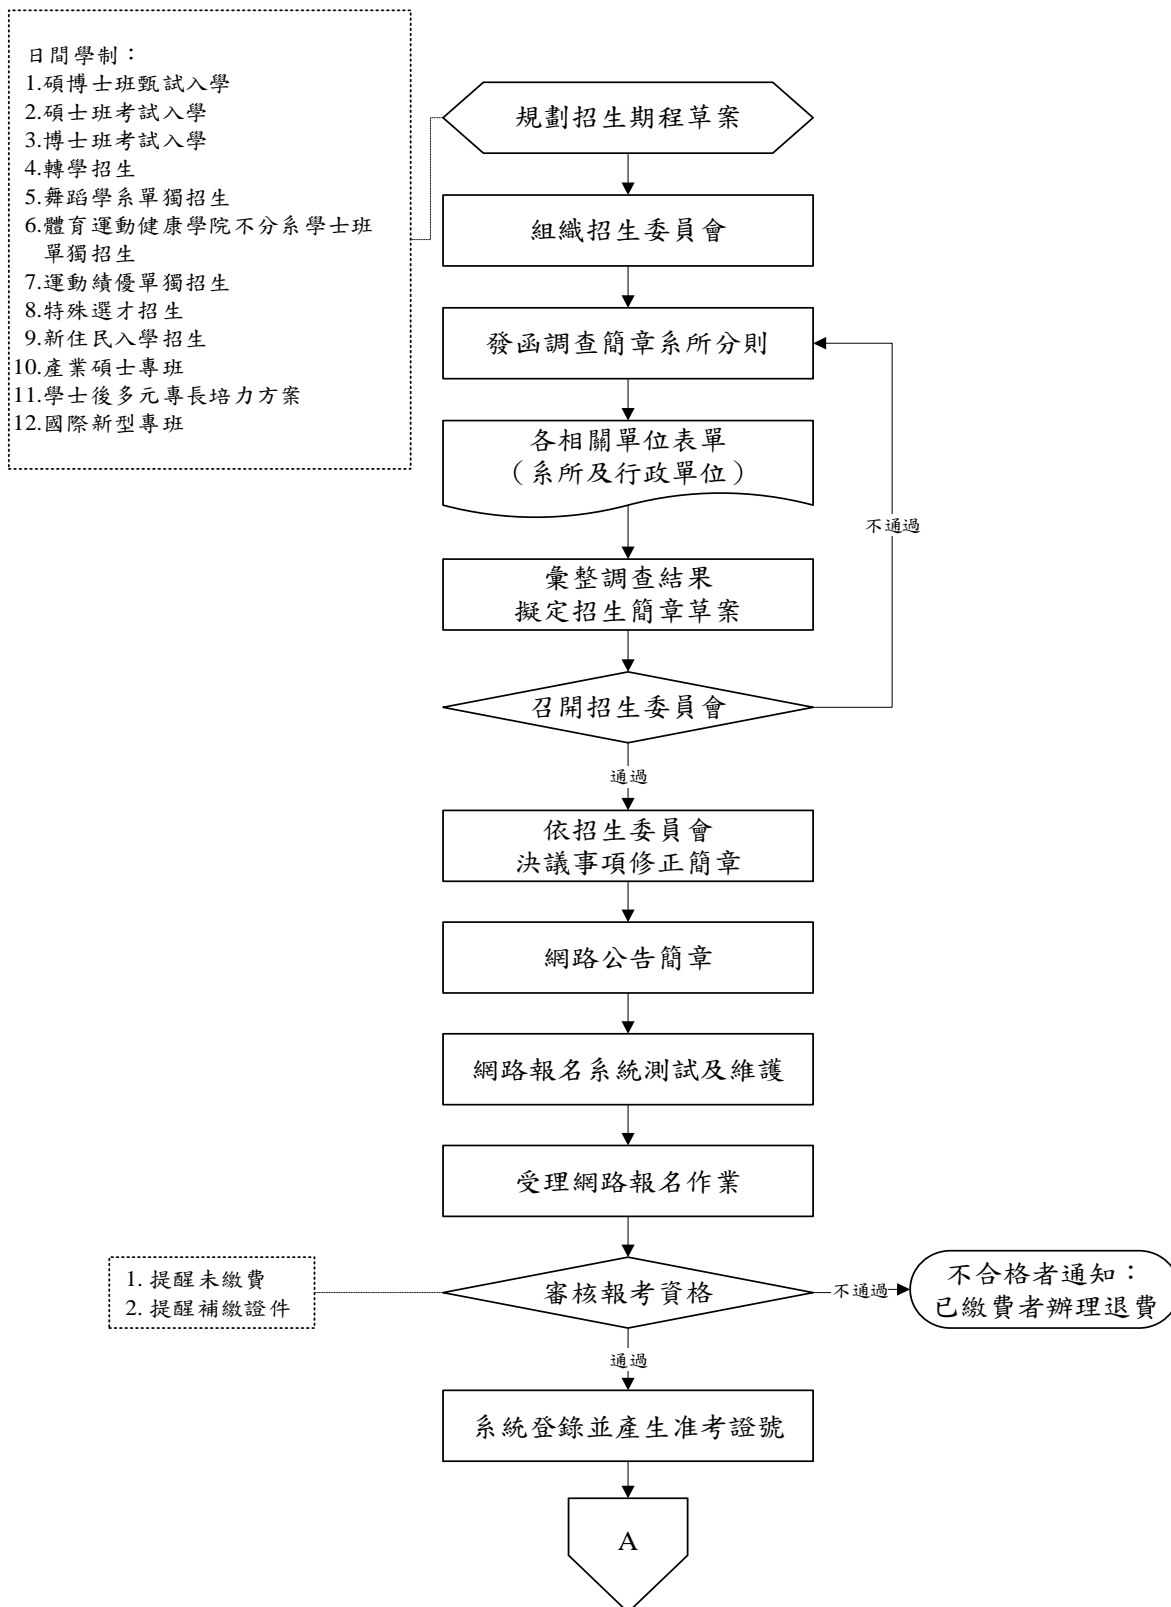 日間學制：
1.碩博士班甄試入學
2.碩士班考試入學
3.博士班考試入學
4.轉學招生
5.舞蹈學系單獨招生
6.體育運動健康學院不分系學士班
單獨招生
7.運動績優單獨招生
8.特殊選才招生
9.新住民入學招生
10.產業碩士專班
11.學士後多元專長培力方案
12.國際新型專班
規劃招生期程草案
組織招生委員會
發函調查簡章系所分則
各相關單位表單
（系所及行政單位）
不通過
彙整調查結果
擬定招生簡章草案
召開招生委員會
通過
依招生委員會
決議事項修正簡章
網路公告簡章
網路報名系統測試及維護
受理網路報名作業
1. 提醒未繳費
2. 提醒補繳證件
審核報考資格
不通過
不合格者通知：
已繳費者辦理退費
通過
系統登錄並產生准考證號
A